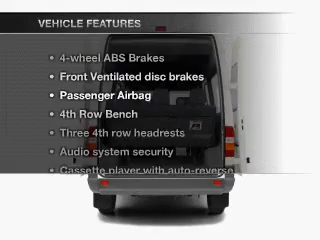 VEHICLE FEATURES
• 4-wheel ABS Brakes
• Front Ventilated disc brakes
• Passenger Airbag
• 4th Row Bench
• Three 4th row headrests
• Audio system security
• Cassette player with auto-reverse